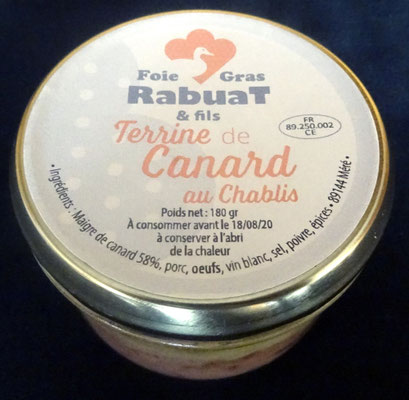 Foie Gras
RabuaT
& fils
FR
89.250.002
CE
Terrine de
Canard
au Chablis
Poids net : 180 gr
À consommer avant le 18/08/20
à conserver à l'abri
de la chaleur
• Ingrédients : Maigre de canard 58%, porc, oeufs, vin blanc, sel, poivre, épices • 89144 Méré •